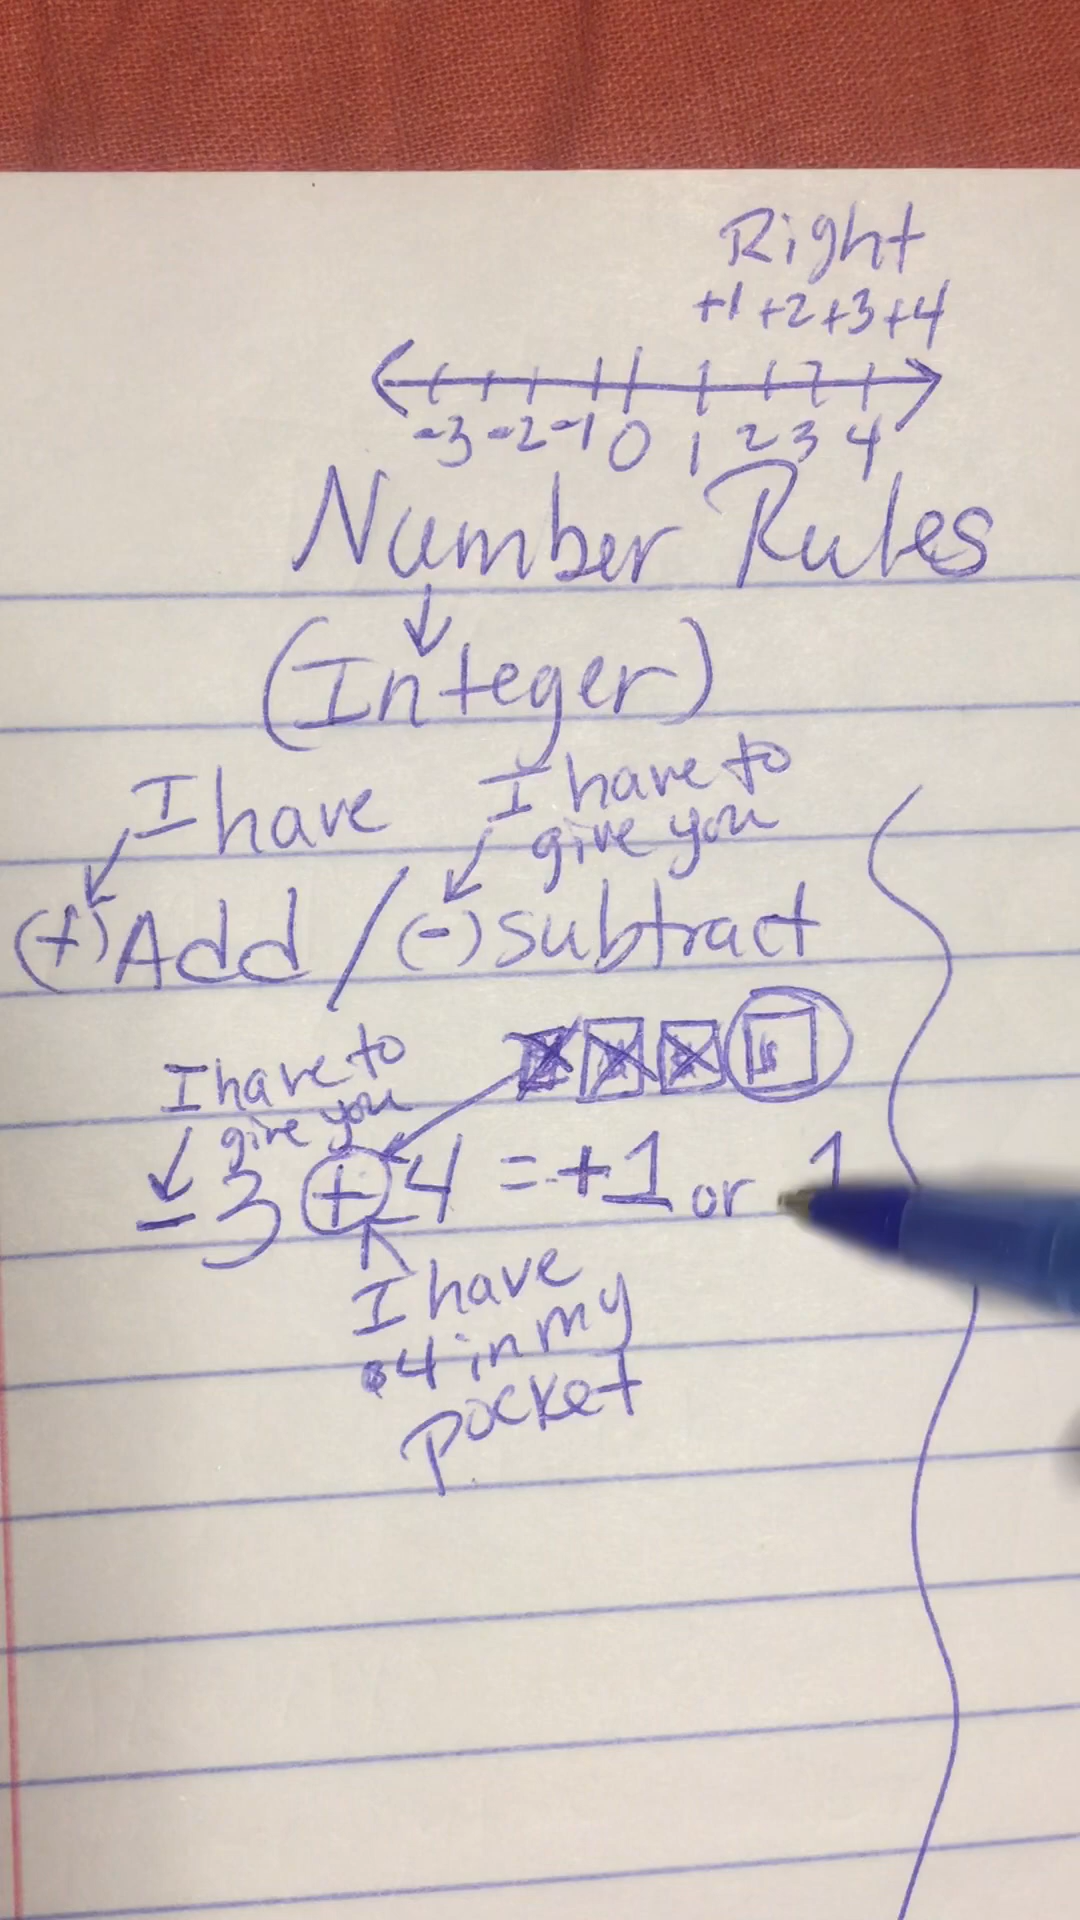 Right
+1 +2 +3 +4
-3 -2 -1 0 1 2 3 4
Number Rules
(Integer)
I have
I have to
give you
(+) Add / (-) subtract
I have to
give you
-3 + 4 = +1 or 1
I have
$4 in my
pocket